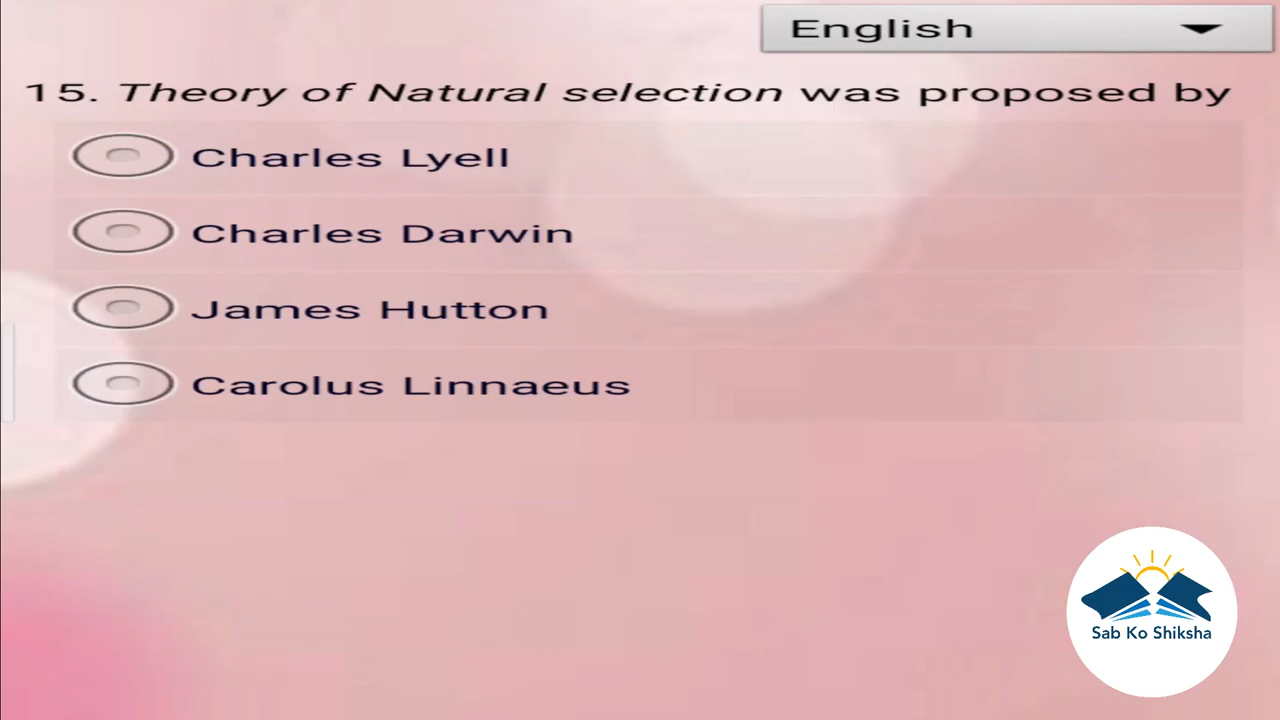 English
15. Theory of Natural selection was proposed by
Charles Lyell
Charles Darwin
James Hutton
Carolus Linnaeus
Sab Ko Shiksha